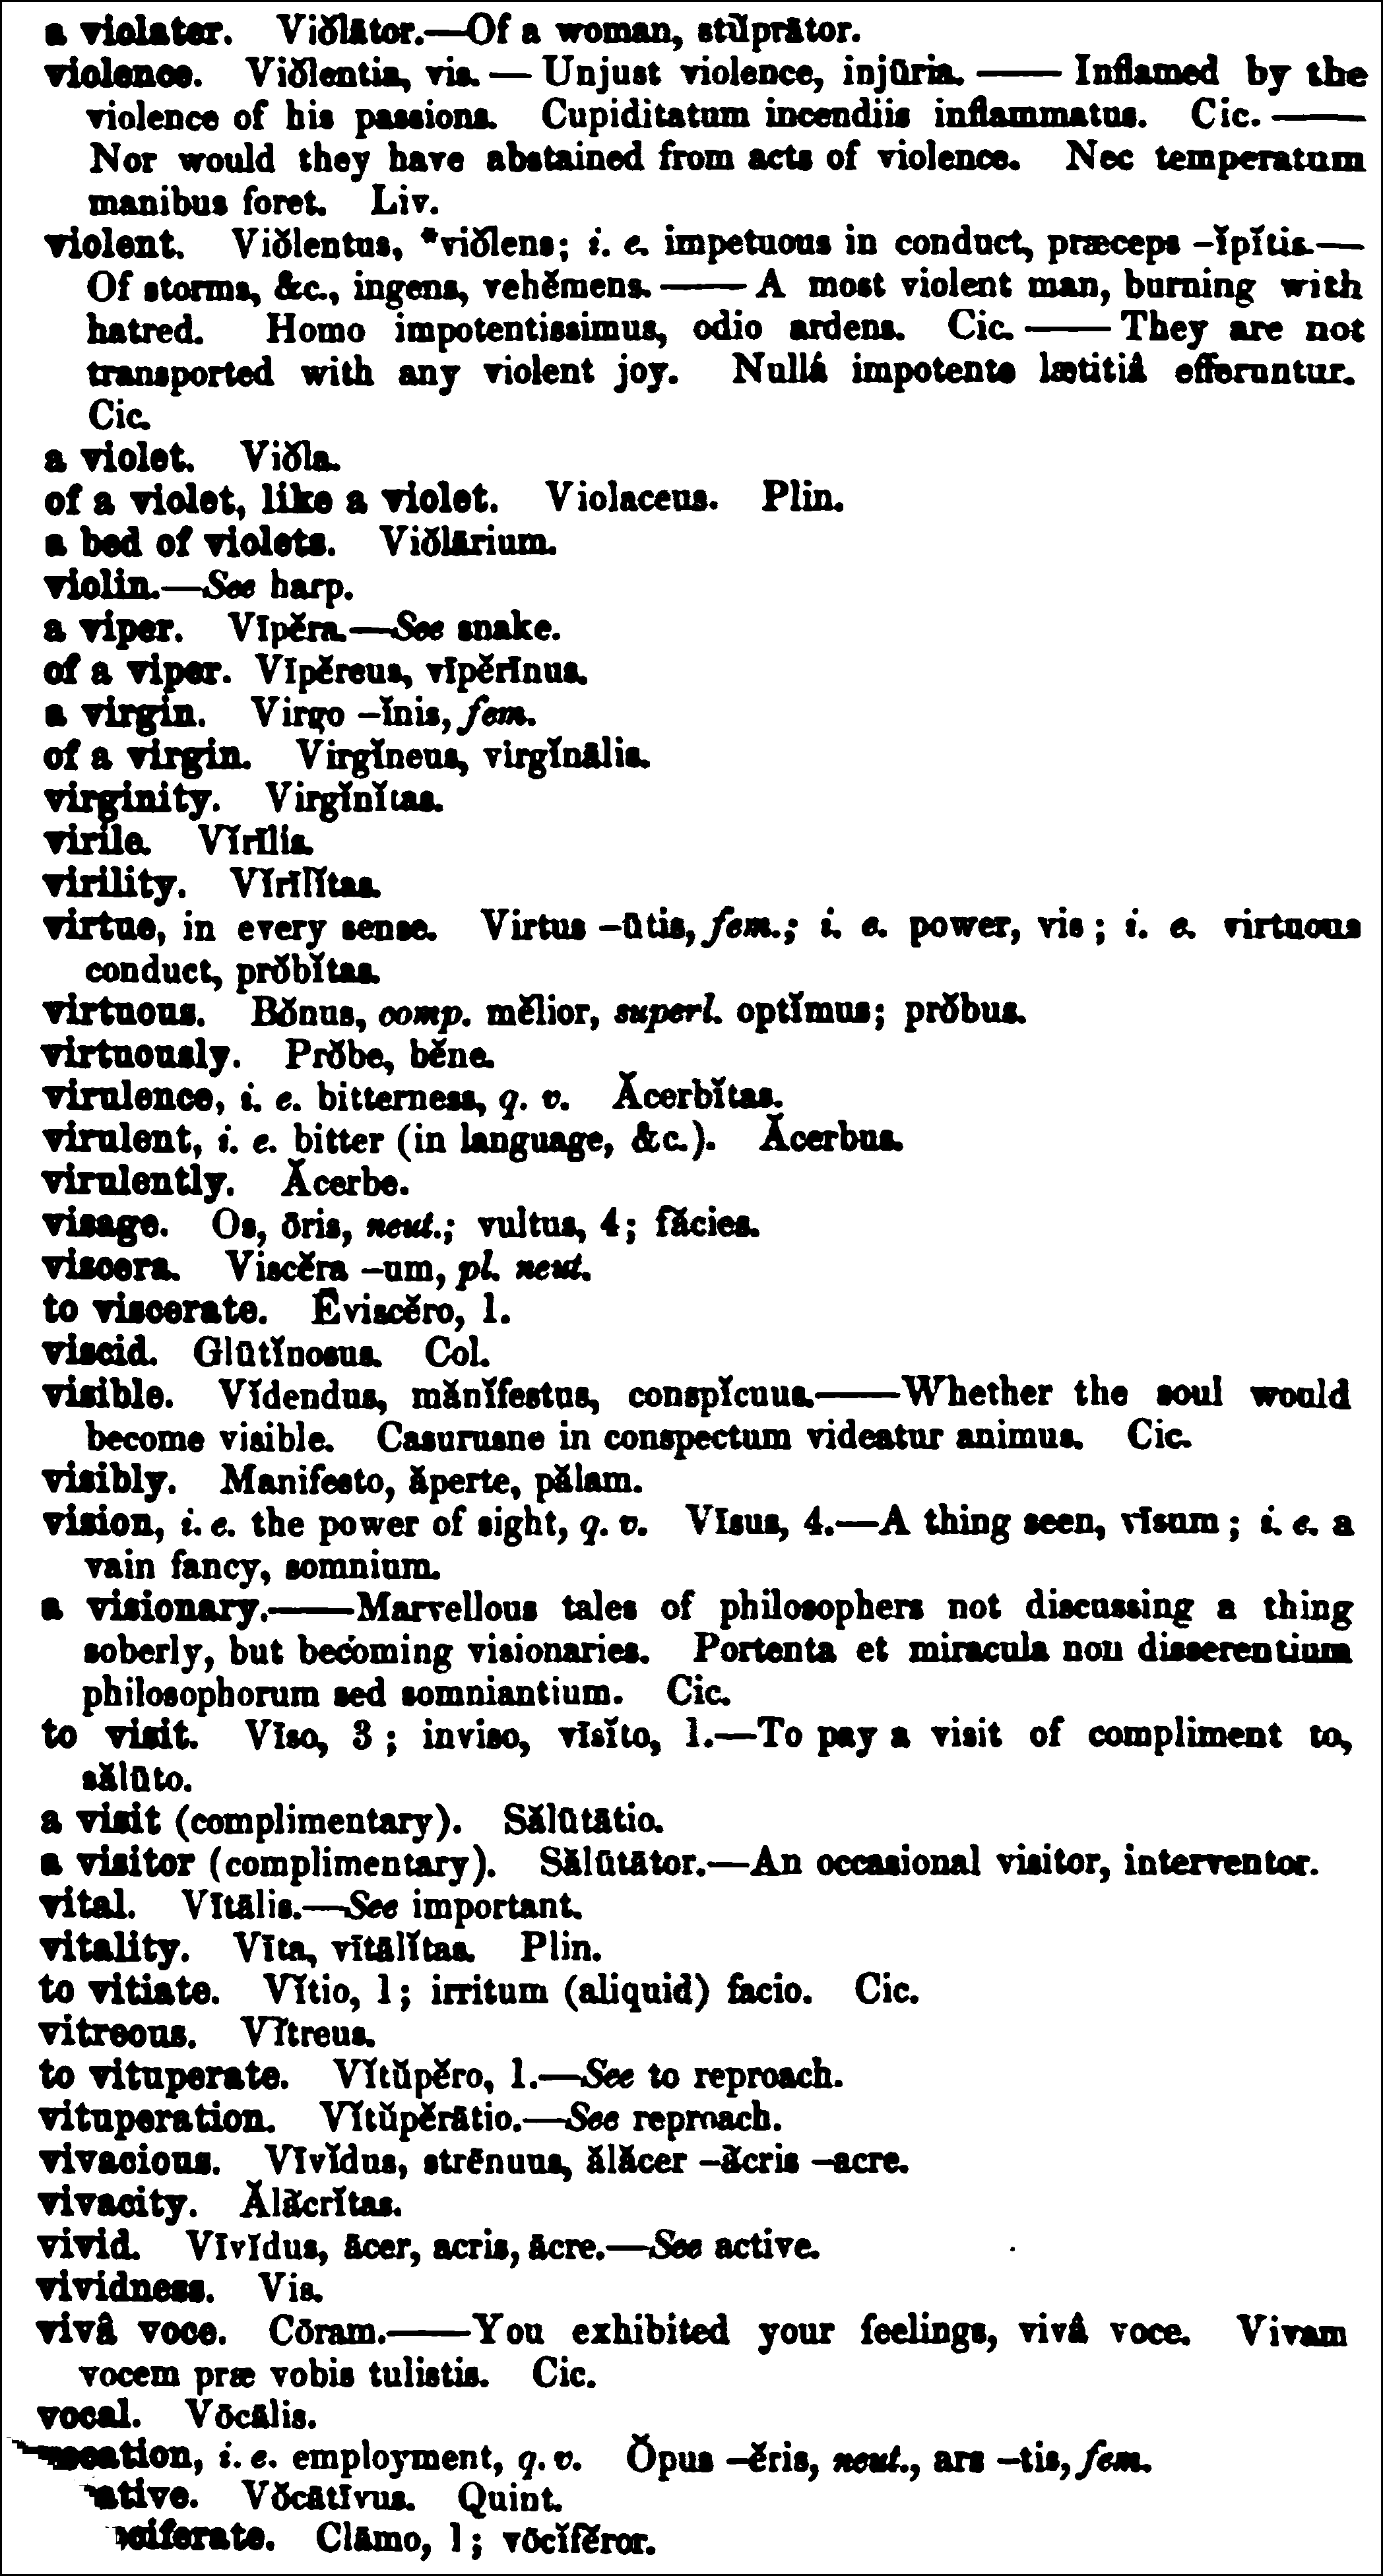 a violater. Viŏlātor.—Of a woman, stŭprātor.
violence. Viŏlentia, vis.—Unjust violence, injūria.——Inflamed by the
violence of his passions. Cupiditatum incendiis inflammatus. Cic.——
Nor would they have abstained from acts of violence. Nec temperatum
manibus foret. Liv.
violent. Viŏlentus, *viŏlens; i. e. impetuous in conduct, præceps –ĭpĭtis.—
Of storms, &c., ingens, vehĕmens.——A most violent man, burning with
hatred. Homo impotentissimus, odio ardens. Cic.——They are not
transported with any violent joy. Nullâ impotente lætitiâ efferuntur.
Cic.
a violet. Viŏla.
of a violet, like a violet. Violaceus. Plin.
a bed of violets. Viŏlārium.
violin.—See harp.
a viper. Vīpĕra.—See snake.
of a viper. Vīpĕreus, vīpĕrīnus.
a virgin. Virgo –ĭnis, fem.
of a virgin. Virgĭneus, virgĭnālis.
virginity. Virgĭnĭtas.
virile. Vĭrīlis.
virility. Vĭrīlĭtas.
virtue, in every sense. Virtus –ūtis, fem.; i. e. power, vis; i. e. virtuous
conduct, prŏbĭtas.
virtuous. Bŏnus, comp. mĕlior, superl. optĭmus; prŏbus.
virtuously. Prŏbe, bĕne.
virulence, i. e. bitterness, q. v. Ăcerbĭtas.
virulent, i. e. bitter (in language, &c.). Ăcerbus.
virulently. Ăcerbe.
visage. Os, ōris, neut.; vultus, 4; făcies.
viscera. Viscĕra –um, pl. neut.
to viscerate. Ēviscĕro, 1.
viscid. Glūtĭnosus. Col.
visible. Vĭdendus, mănĭfestus, conspĭcuus.——Whether the soul would
become visible. Casurusne in conspectum videatur animus. Cic.
visibly. Manifesto, ăperte, pălam.
vision, i. e. the power of sight, q. v. Vīsus, 4.—A thing seen, vīsum; i. e. a
vain fancy, somnium.
a visionary.——Marvellous tales of philosophers not discussing a thing
soberly, but becoming visionaries. Portenta et miracula non disserentium
philosophorum sed somniantium. Cic.
to visit. Vīso, 3; inviso, vīsĭto, 1.—To pay a visit of compliment to,
sălūto.
a visit (complimentary). Sălūtātio.
a visitor (complimentary). Sălūtātor.—An occasional visitor, interventor.
vital. Vītālis.—See important.
vitality. Vīta, vītālĭtas. Plin.
to vitiate. Vĭtio, 1; irritum (aliquid) facio. Cic.
vitreous. Vĭtreus.
to vituperate. Vĭtŭpĕro, 1.—See to reproach.
vituperation. Vĭtŭpĕrātio.—See reproach.
vivacious. Vīvĭdus, strēnuus, ălăcer –ăcris –acre.
vivacity. Ălăcrĭtas.
vivid. Vīvĭdus, ācer, acris, ācre.—See active.
vividness. Vis.
vivâ voce. Cōram.——You exhibited your feelings, vivâ voce. Vivam
vocem præ vobis tulistis. Cic.
vocal. Vōcālis.
i. e. employment, q. v. Ŏpus –ĕris, neut., ars –tis, fem.
Vŏcātīvus. Quint.
Clāmo, 1; vōcĭfĕror.